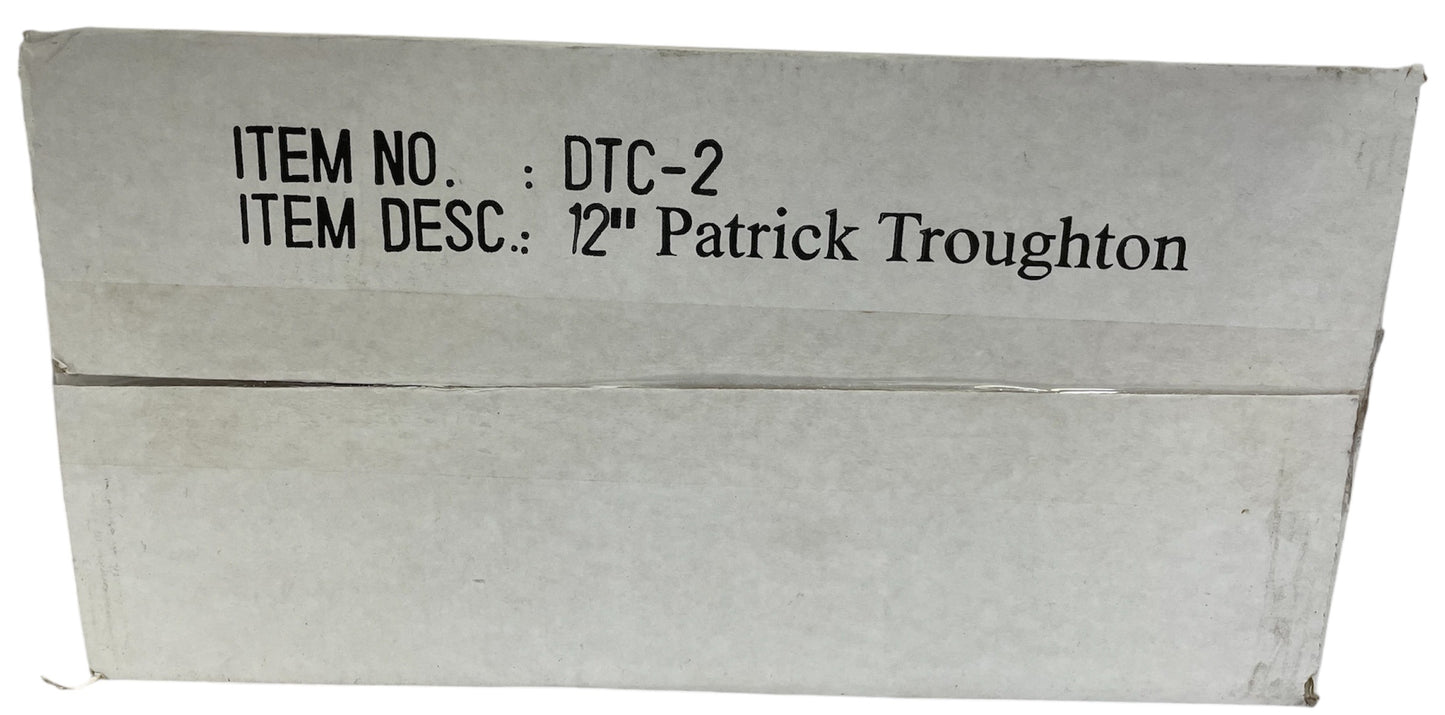 ITEM NO. : DTC-2
ITEM DESC.: 12" Patrick Troughton